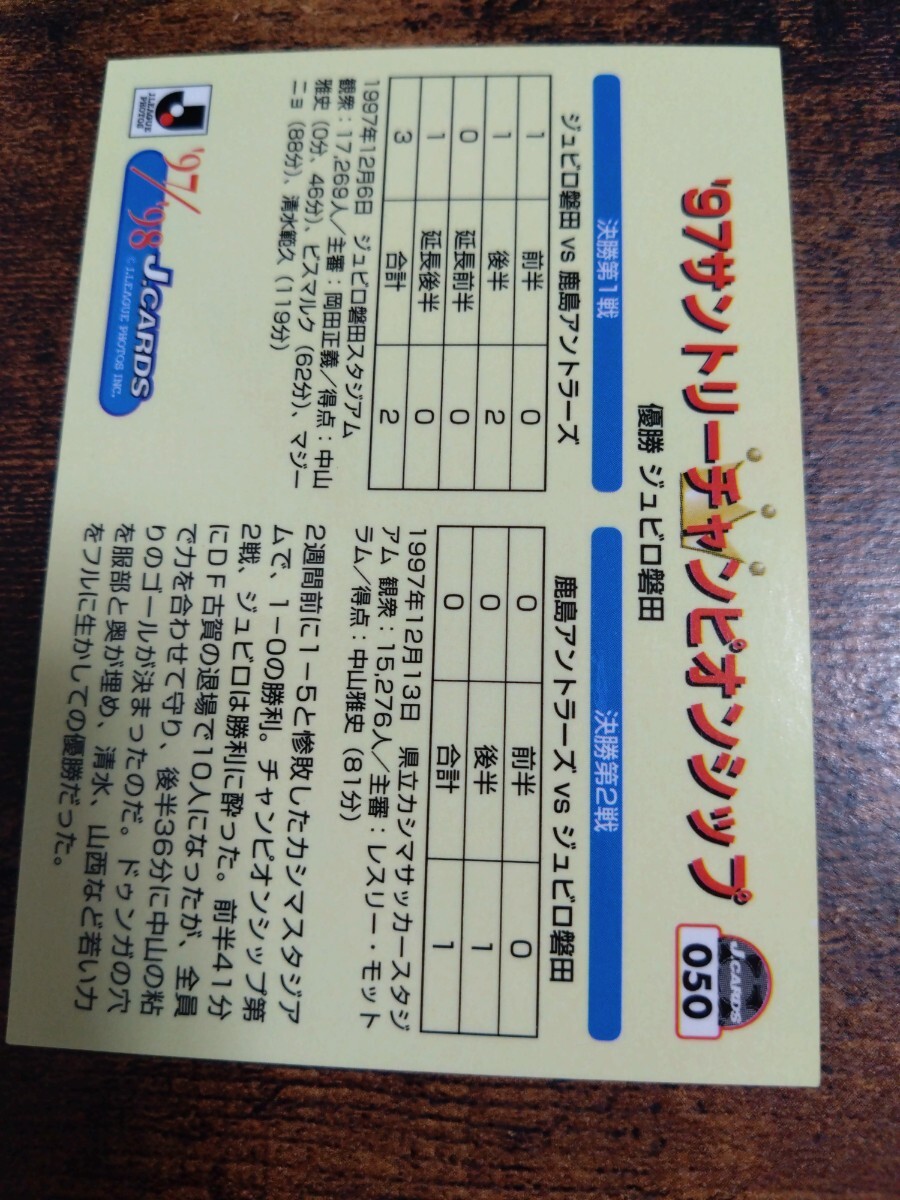 '97サントリーチャンピオンシップ
J.CARDS
050
優勝 ジュビロ磐田
決勝第1戦
ジュビロ磐田 vs 鹿島アントラーズ
1 前半 0
1 後半 2
0 延長前半 0
1 延長後半 0
3 合計 2
1997年12月6日 ジュビロ磐田スタジアム
観衆：17,269人／主審：岡田正義／得点：中山
雅史（0分、46分）、ビスマルク（62分）、マジー
ニョ（88分）、清水範久（119分）
決勝第2戦
鹿島アントラーズ vs ジュビロ磐田
0 前半 0
0 後半 1
0 合計 1
1997年12月13日 県立カシマサッカースタジ
アム 観衆：15,276人／主審：レスリー・モット
ラム／得点：中山雅史（81分）
2週間前に1－5と惨敗したカシマスタジア
ムで、1－0の勝利。チャンピオンシップ第
2戦、ジュビロは勝利に酔った。前半41分
にDF古賀の退場で10人になったが、全員
で力を合わせて守り、後半36分に中山の粘
りのゴールが決まったのだ。ドゥンガの穴
を服部と奥が埋め、清水、山西など若い力
をフルに生かしての優勝だった。
J.LEAGUE
PHOTOS
'97/'98
J.CARDS
© J.LEAGUE PHOTOS INC.